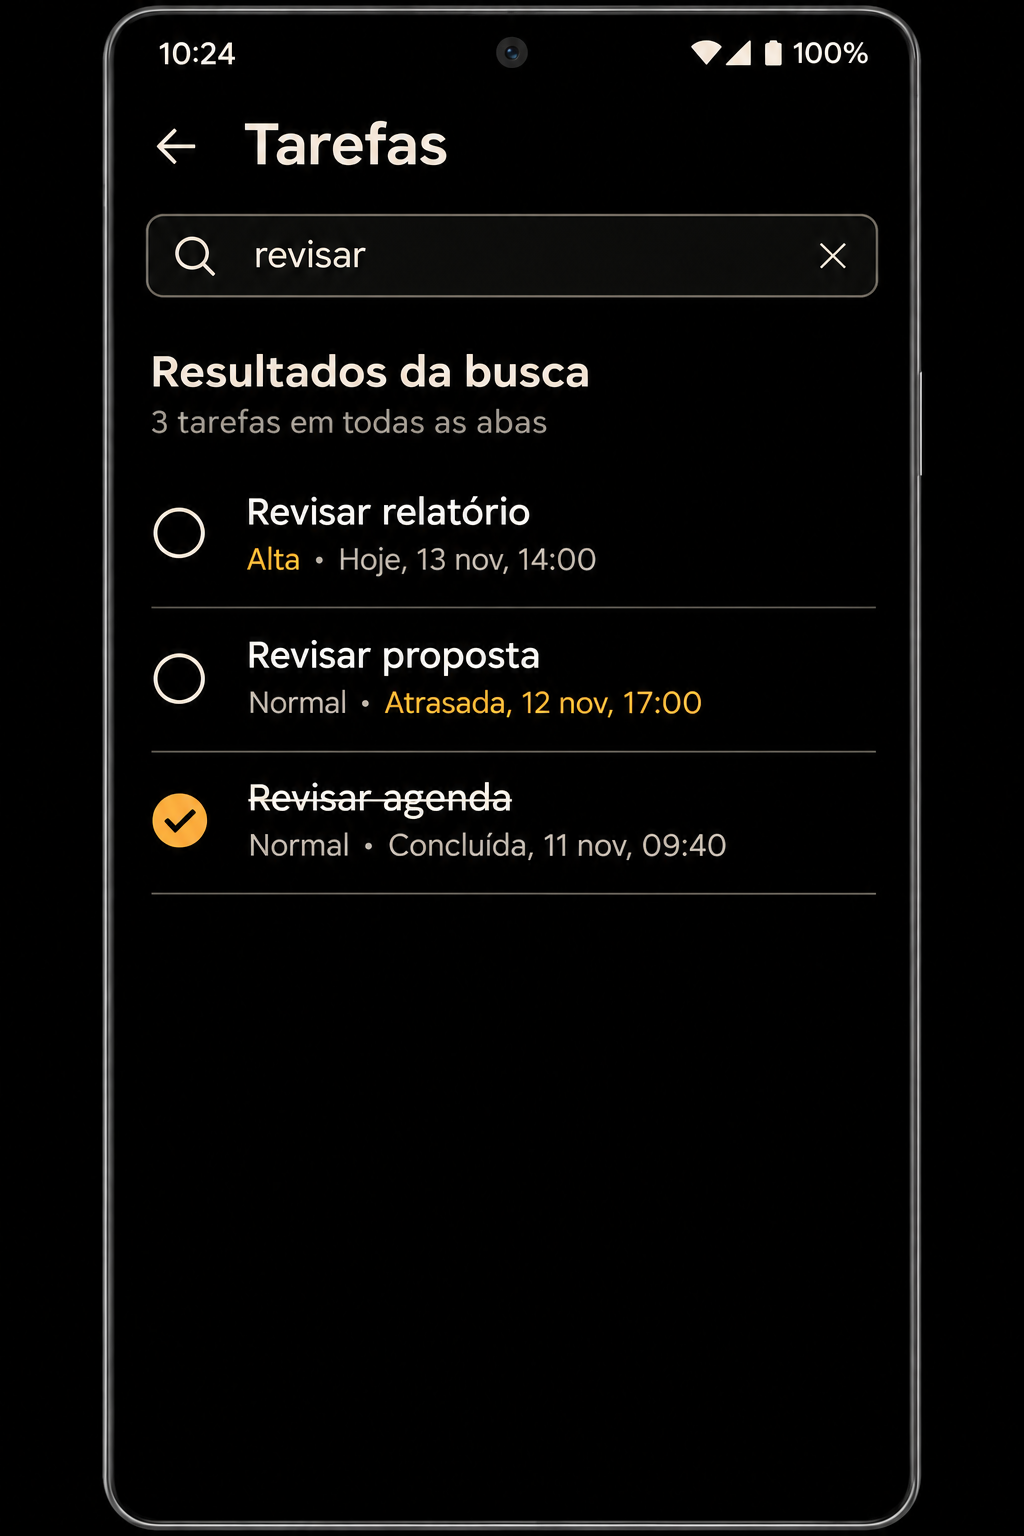 10:24
100%
Tarefas
revisar
Resultados da busca
3 tarefas em todas as abas
Revisar relatório
Alta • Hoje, 13 nov, 14:00
Revisar proposta
Normal • Atrasada, 12 nov, 17:00
Revisar agenda
Normal • Concluída, 11 nov, 09:40